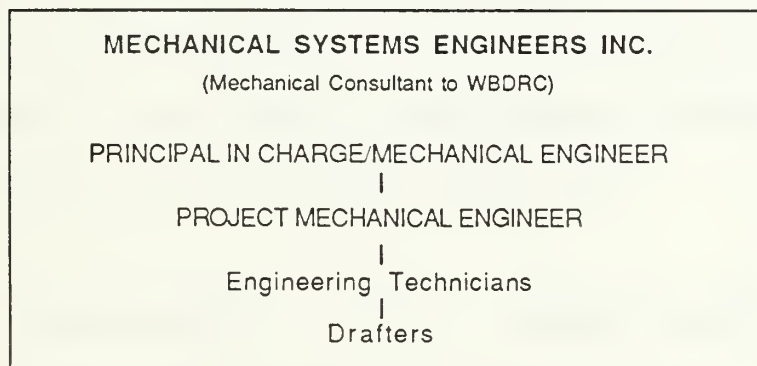 MECHANICAL SYSTEMS ENGINEERS INC.
(Mechanical Consultant to WBDRC)
PRINCIPAL IN CHARGE/MECHANICAL ENGINEER
PROJECT MECHANICAL ENGINEER
Engineering Technicians
Drafters